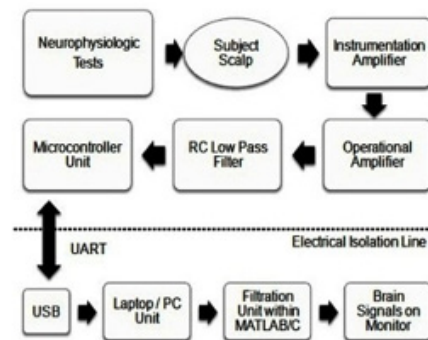 Neurophysiologic
Tests
Subject
Scalp
Instrumentation
Amplifier
Microcontroller
Unit
RC Low Pass
Filter
Operational
Amplifier
UART
Electrical Isolation Line
USB
Laptop / PC
Unit
Filtration
Unit within
MATLAB/C
Brain
Signals on
Monitor